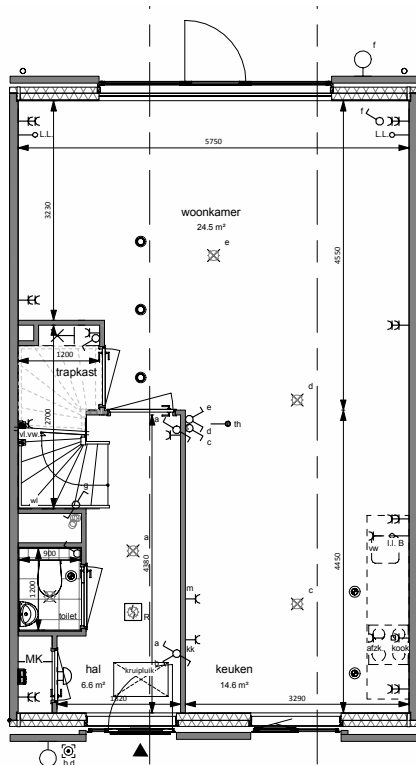 f
f
L.L.
L.L.
5750
3230
4550
woonkamer
24.5 m²
e
1200
trapkast
d
2700
a
e
d
c
th
vl.vw.
wl
a
4380
4450
vw
l.l. B
900
1200
toilet
c
R
m
kk
a
afzk
kook
MK
hal
6.6 m²
kruipluik
keuken
14.6 m²
1820
3290
b.d